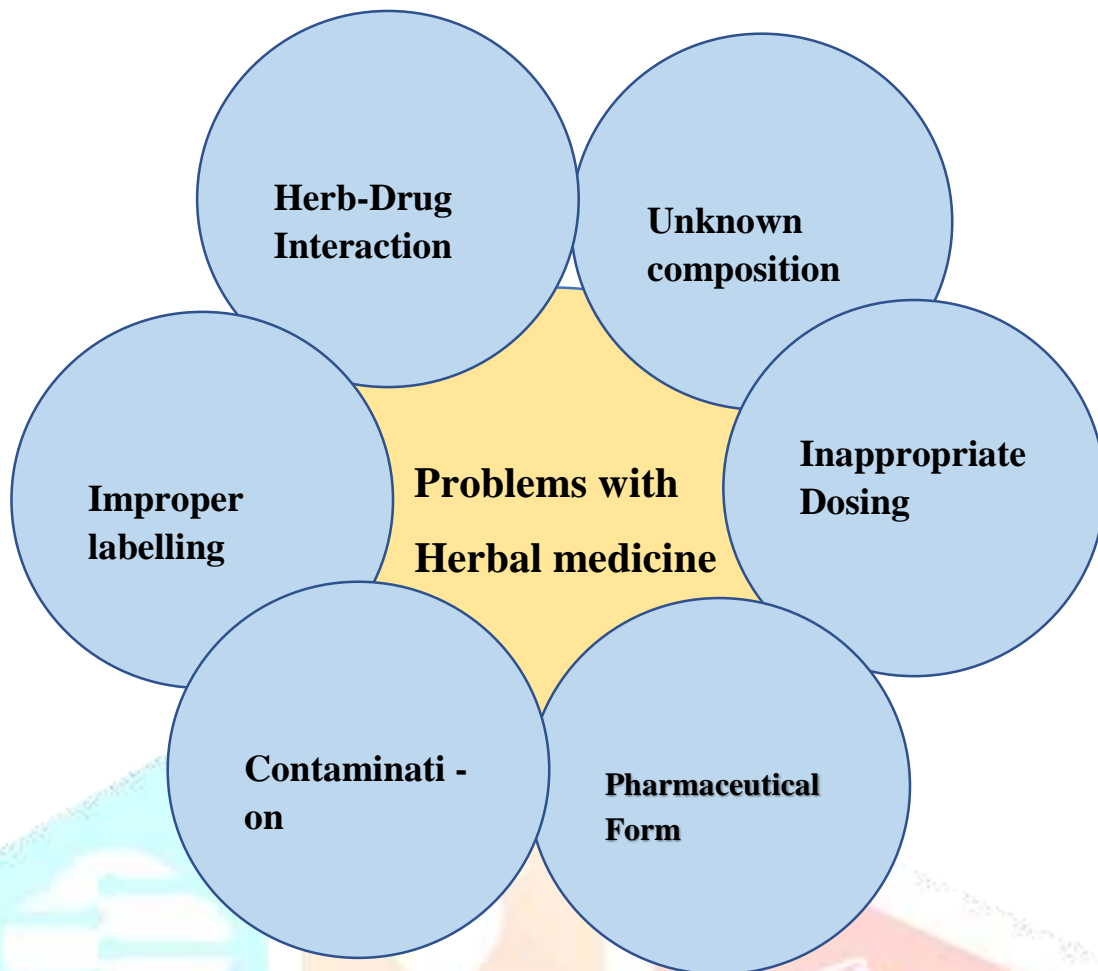 Herb-Drug
Interaction
Unknown
composition
Inappropriate
Dosing
Problems with
Herbal medicine
Improper
labelling
Contaminati -
on
Pharmaceutical
Form